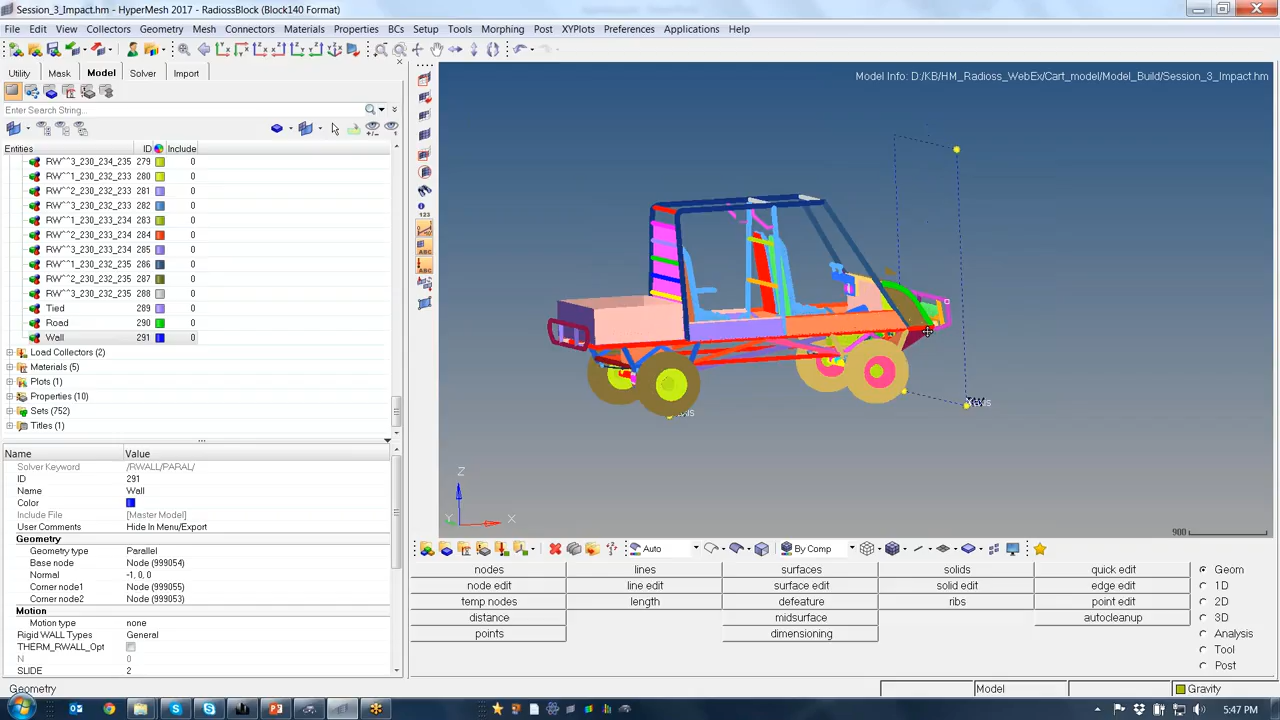 Session_3_Impact.hm - HyperMesh 2017 - RadiossBlock (Block140 Format)
File Edit View Collectors Geometry Mesh Connectors Materials Properties BCs Setup Tools Morphing Post XYPlots Preferences Applications Help
Utility Mask Model Solver Import
Model Info: D:/KB/HM_Radioss_WebEx/Cart_model/Model_Build/Session_3_Impact.hm
Enter Search String...
Entities ID Include
RW^^3_230_234_235 279 0
RW^^1_230_232_233 280 0
RW^^2_230_232_233 281 0
RW^^3_230_232_233 282 0
RW^^1_230_233_234 283 0
RW^^2_230_233_234 284 0
RW^^3_230_233_234 285 0
RW^^1_230_232_235 286 0
RW^^2_230_232_235 287 0
RW^^3_230_232_235 288 0
Tied 289 0
Road 290 0
Wall 291 0
Load Collectors (2)
Materials (5)
Plots (1)
Properties (10)
Sets (752)
Titles (1)
Name Value
Solver Keyword /RWALL/PARAL/
ID 291
Name Wall
Color
Include File [Master Model]
User Comments Hide In Menu/Export
Geometry
Geometry type Parallel
Base node Node (999054)
Normal -1, 0, 0
Corner node1 Node (999055)
Corner node2 Node (999053)
Motion
Motion type none
Rigid WALL Types General
THERM_RWALL_Opt
N 0
SLIDE 2
123
ABC
ABC
Z
Y
X
900
Auto By Comp
nodes lines surfaces solids quick edit Geom
node edit line edit surface edit solid edit edge edit 1D
temp nodes length defeature ribs point edit 2D
distance midsurface autocleanup 3D
points dimensioning Analysis
Tool
Post
Geometry Model Gravity
5:47 PM